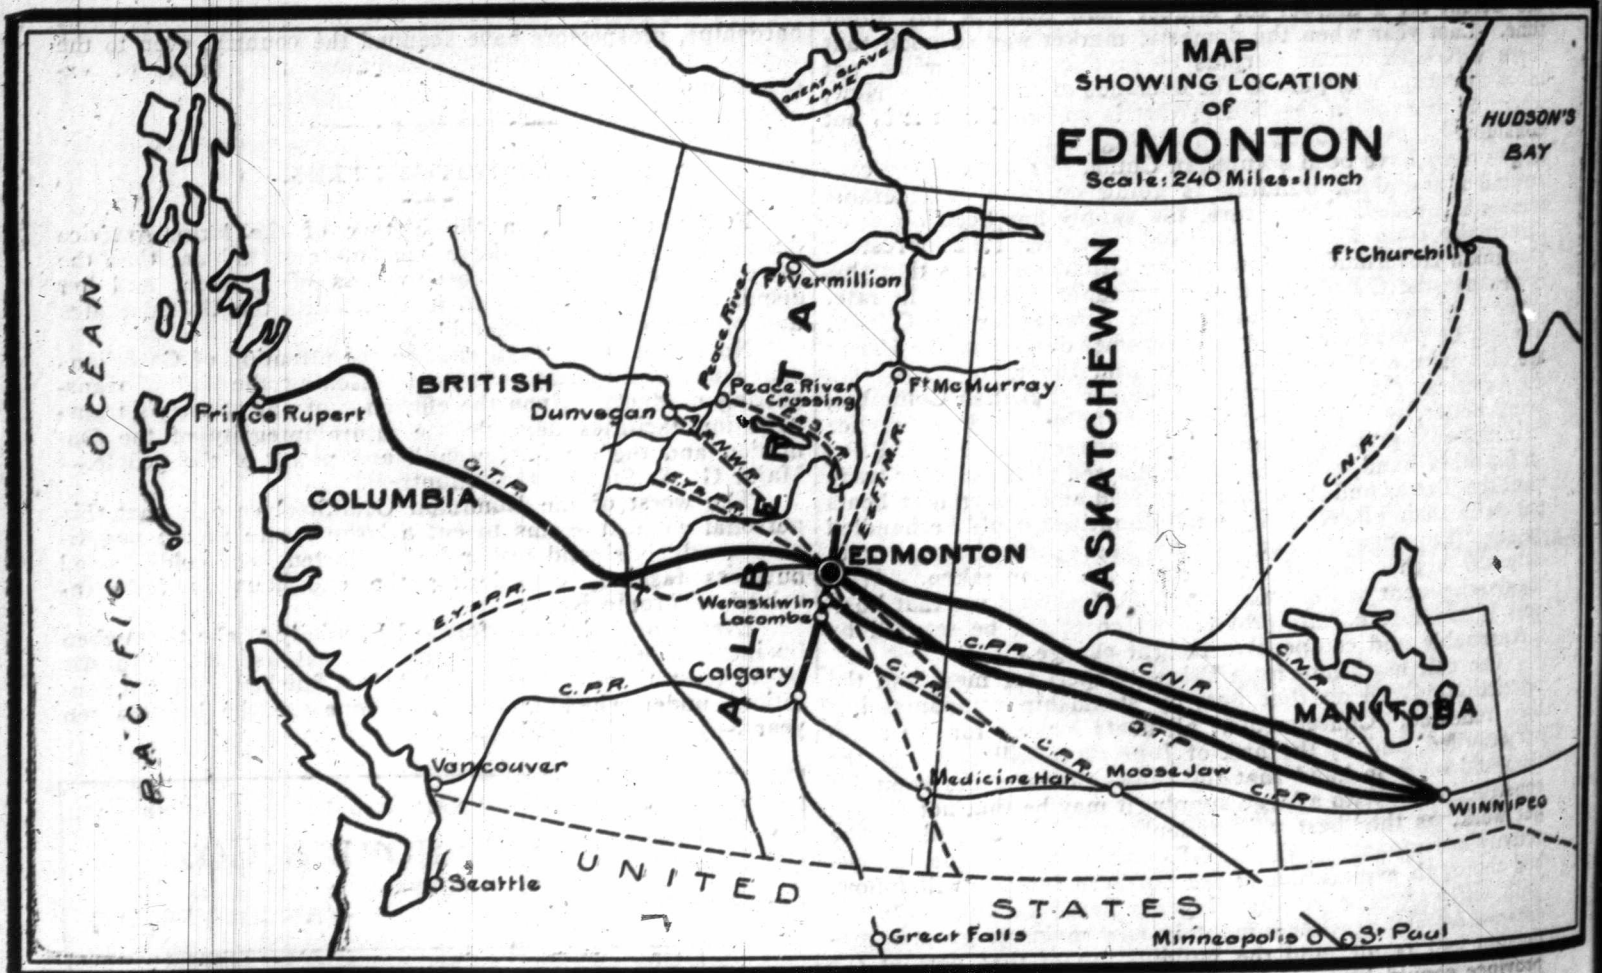 MAP
SHOWING LOCATION
of
EDMONTON
Scale: 240 Miles=1 Inch
GREAT SLAVE
LAKE
HUDSON'S
BAY
Ft Churchill
PACIFIC OCEAN
BRITISH
COLUMBIA
ALBERTA
SASKATCHEWAN
MANITOBA
Peace River
Ft Vermillion
Peace River
Crossing
Ft McMurray
Dunvegan
Prince Rupert
G.T.P.
E.Y.&P.R.
E.Y.&P.R.
C.N.R.
EDMONTON
Weraskiwin
Lacombe
Calgary
C.P.R.
C.P.R.
C.P.R.
C.P.R.
C.N.R.
C.N.R.
G.T.P.
C.P.R.
Vancouver
Medicine Hat
Moose Jaw
WINNIPEG
Seattle
UNITED STATES
Great Falls
Minneapolis
St Paul